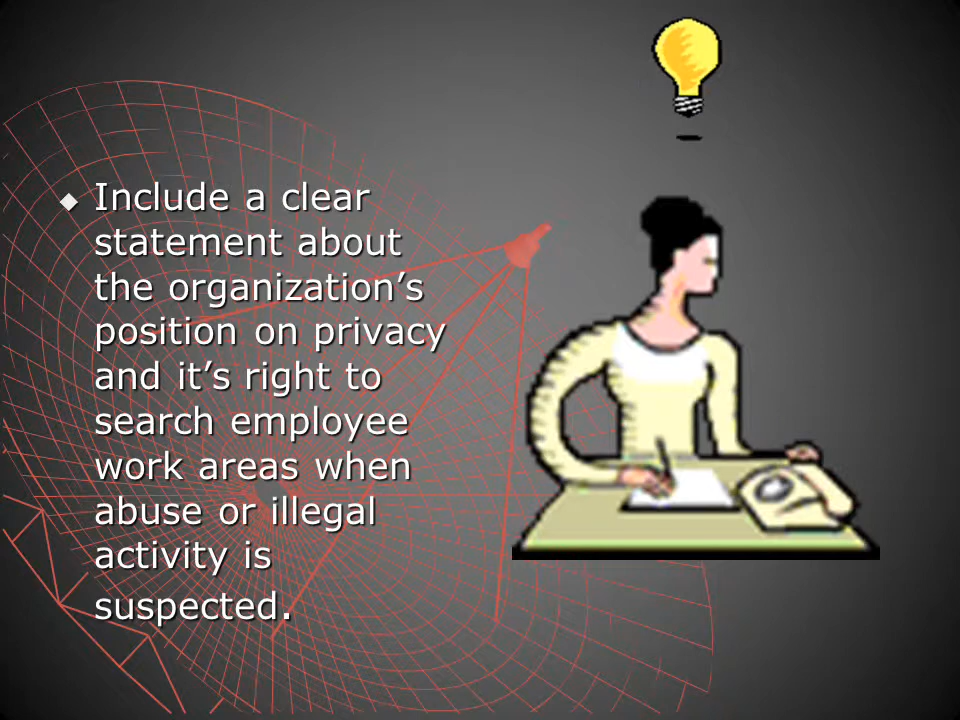 Include a clear
statement about
the organization’s
position on privacy
and it’s right to
search employee
work areas when
abuse or illegal
activity is
suspected.